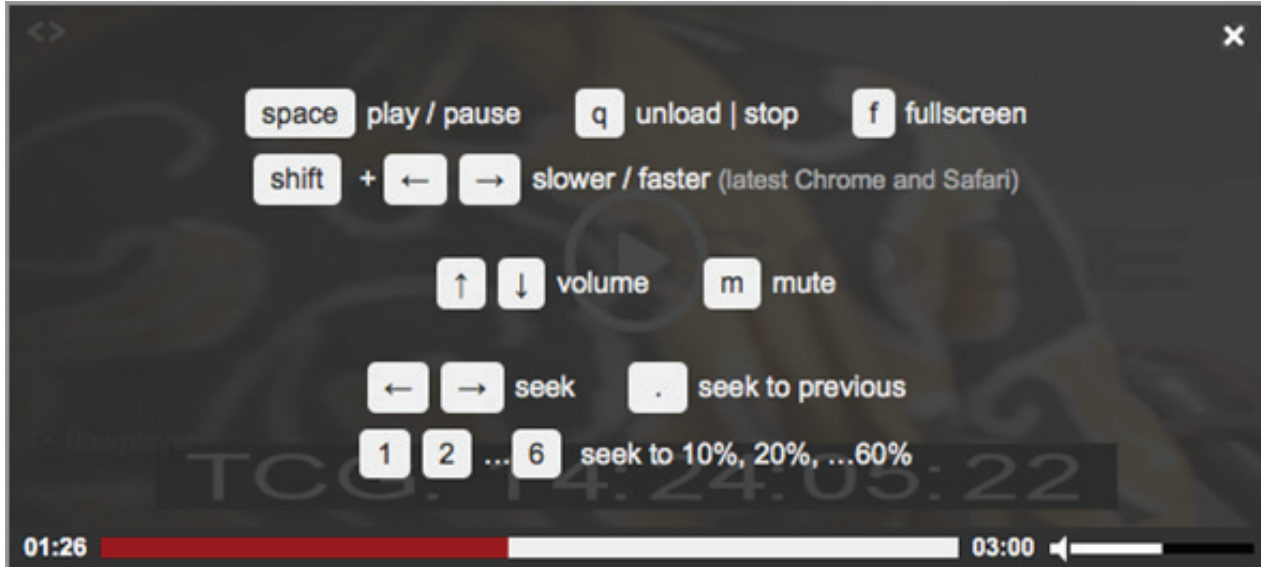 <> ×
space play / pause q unload | stop f fullscreen
shift + ← → slower / faster (latest Chrome and Safari)
↑ ↓ volume m mute
← → seek . seek to previous
1 2 ...6 seek to 10%, 20%, ...60%
flowplayer
TCG: 14:24:05:22
01:26 03:00